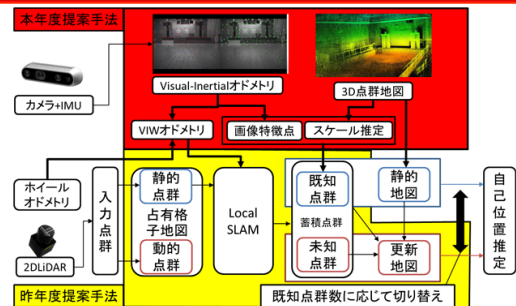 本年度提案手法
Visual-Inertialオドメトリ
3D点群地図
カメラ+IMU
VIWオドメトリ
画像特徴点
スケール推定
ホイール
オドメトリ
入力点群
静的
点群
占有格
子地図
動的
点群
Local
SLAM
既知
点群
蓄積点群
未知
点群
静的
地図
更新
地図
自己位置推定
2DLiDAR
昨年度提案手法
既知点群数に応じて切り替え